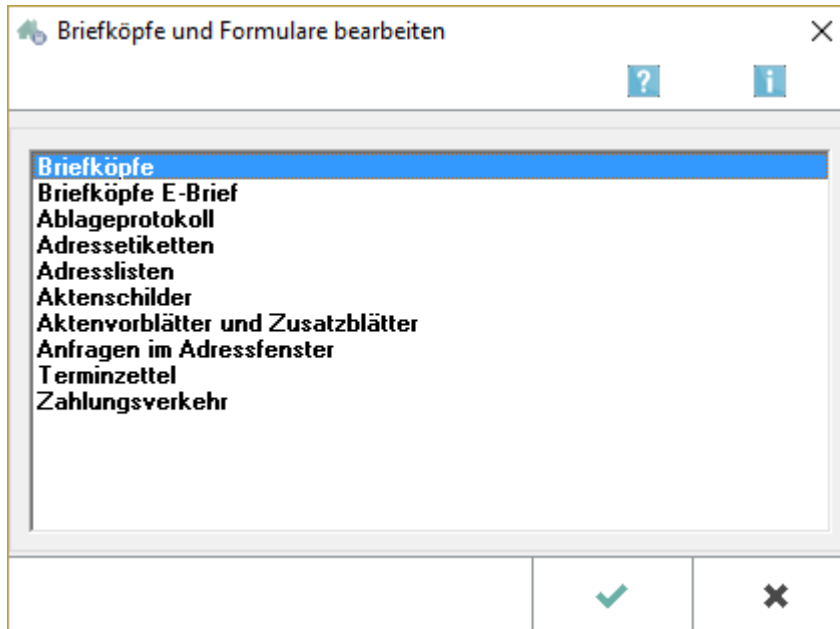 Briefköpfe und Formulare bearbeiten
? i
Briefköpfe
Briefköpfe E-Brief
Ablageprotokoll
Adressetiketten
Adresslisten
Aktenschilder
Aktenvorblätter und Zusatzblätter
Anfragen im Adressfenster
Terminzettel
Zahlungsverkehr